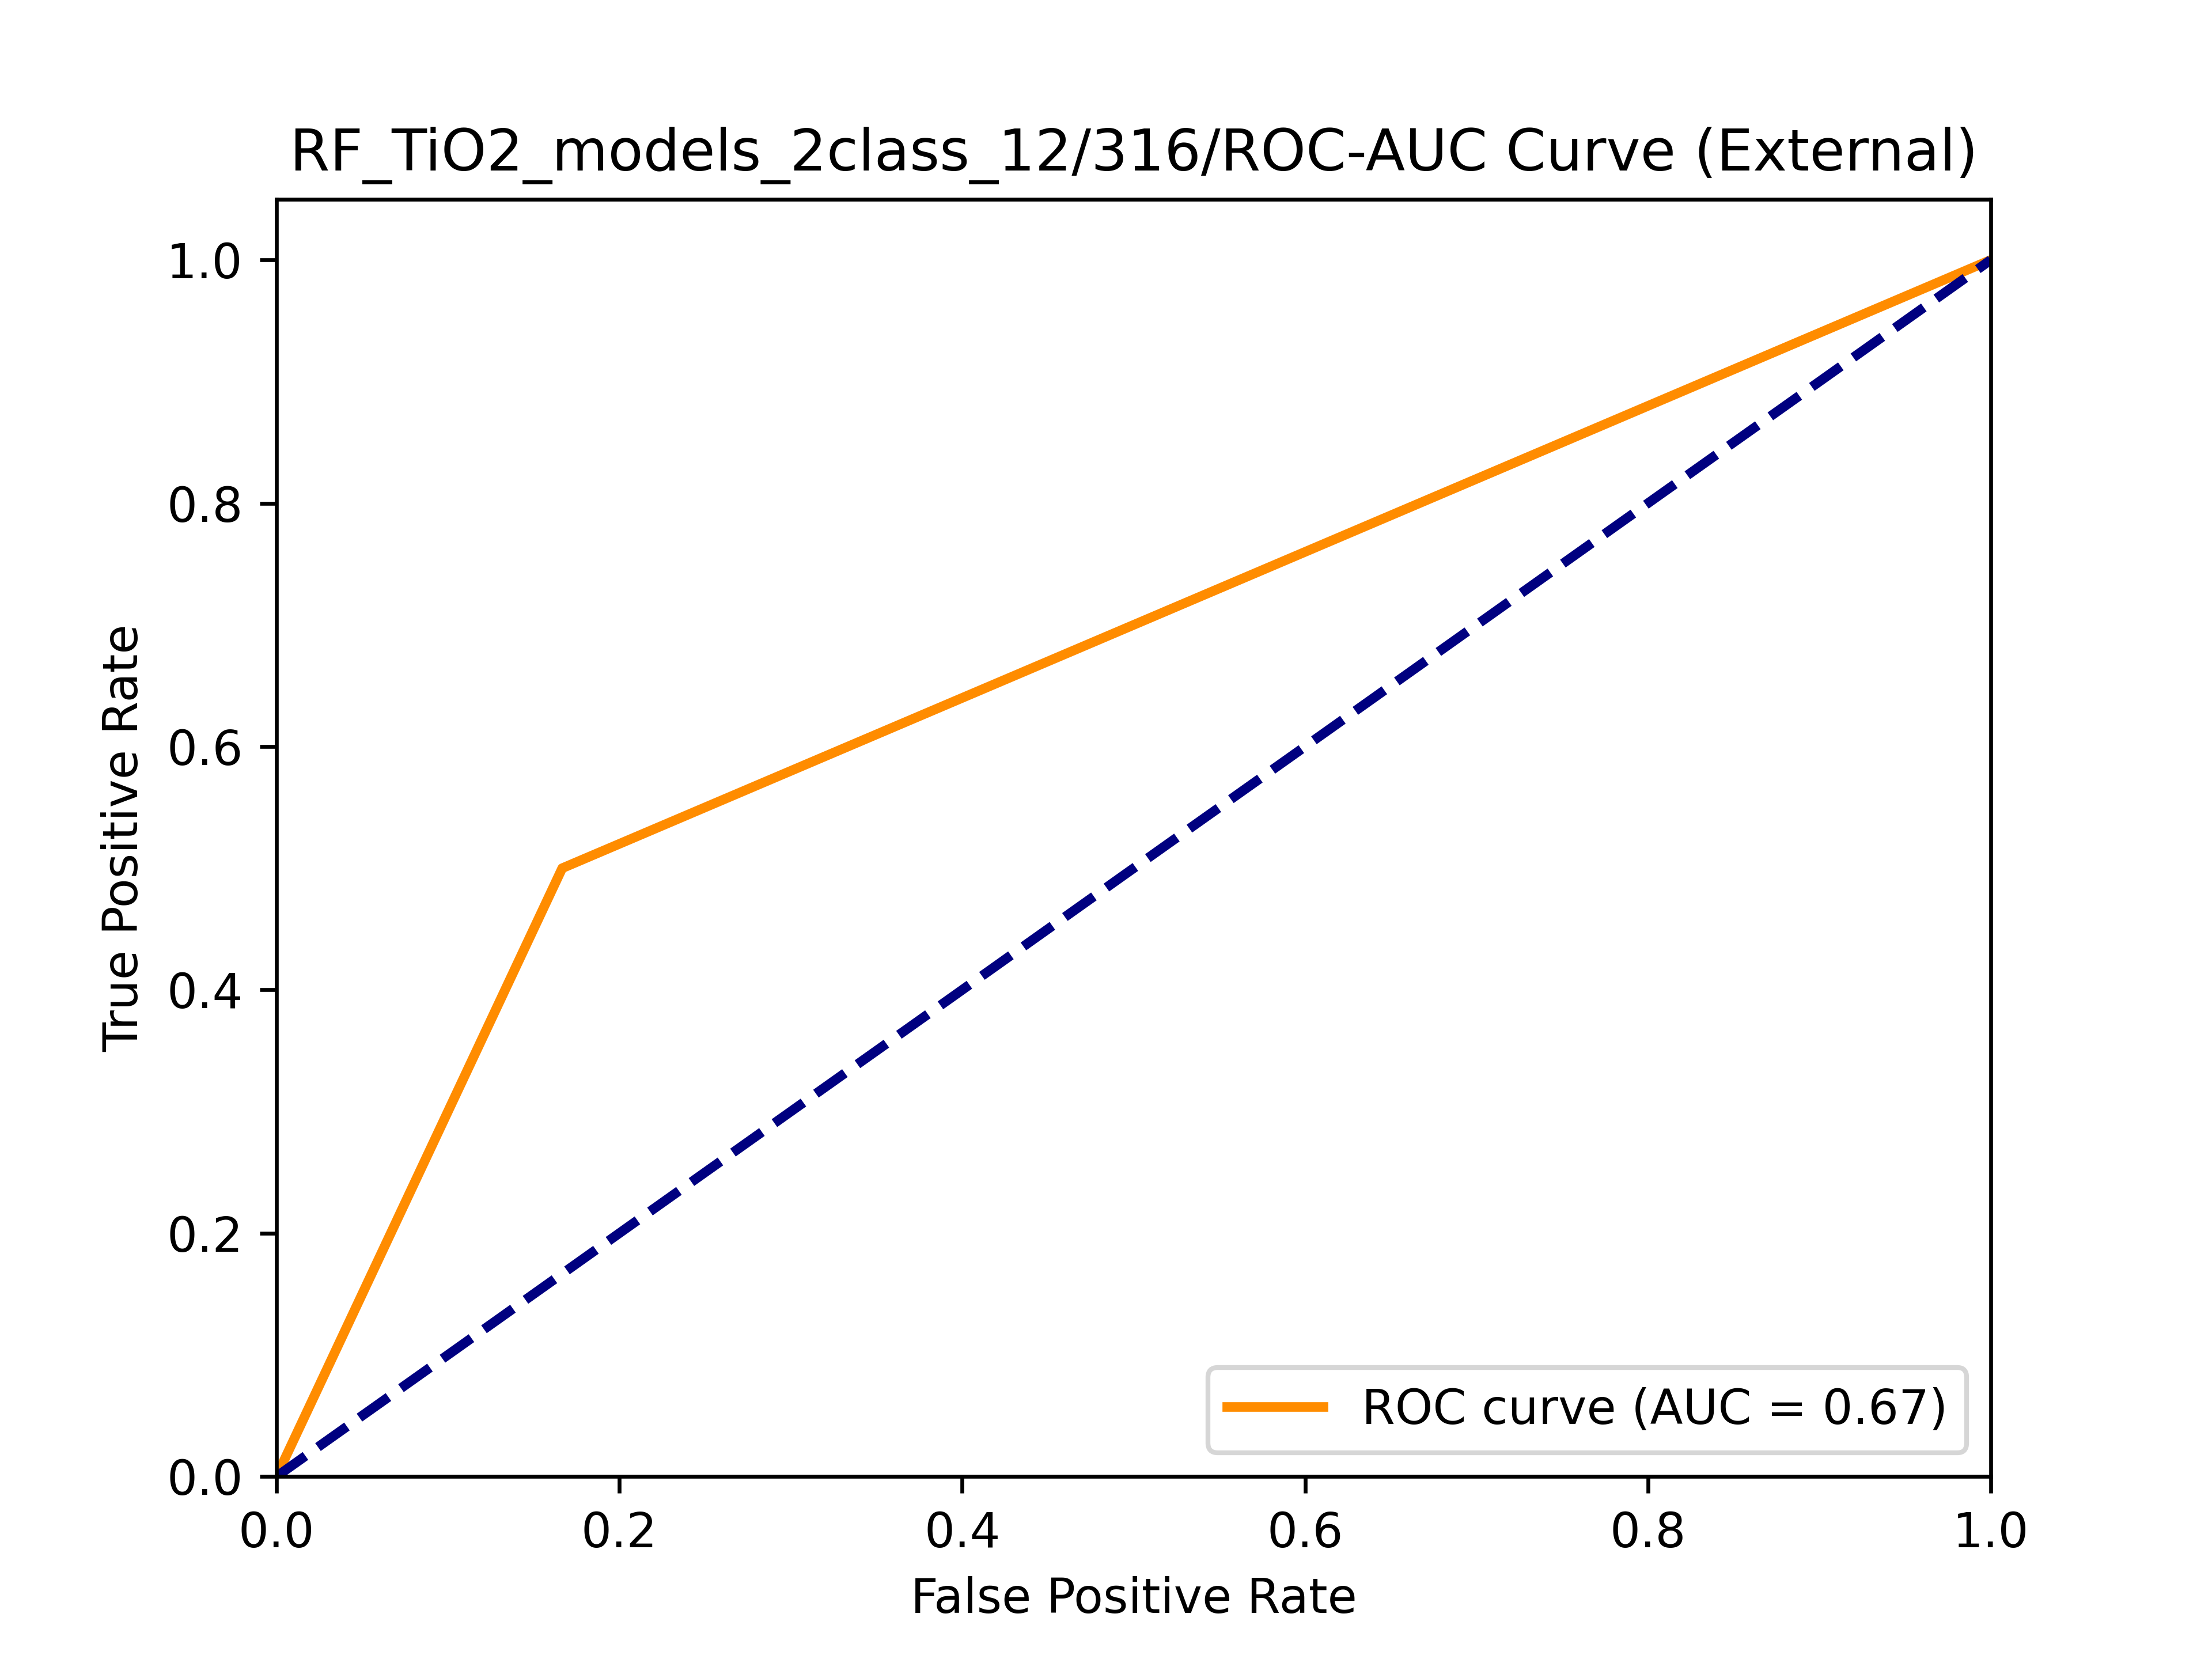 RF_TiO2_models_2class_12/316/ROC-AUC Curve (External)
1.0
0.8
0.6
0.4
0.2
0.0
True Positive Rate
ROC curve (AUC = 0.67)
0.0 0.2 0.4 0.6 0.8 1.0
False Positive Rate